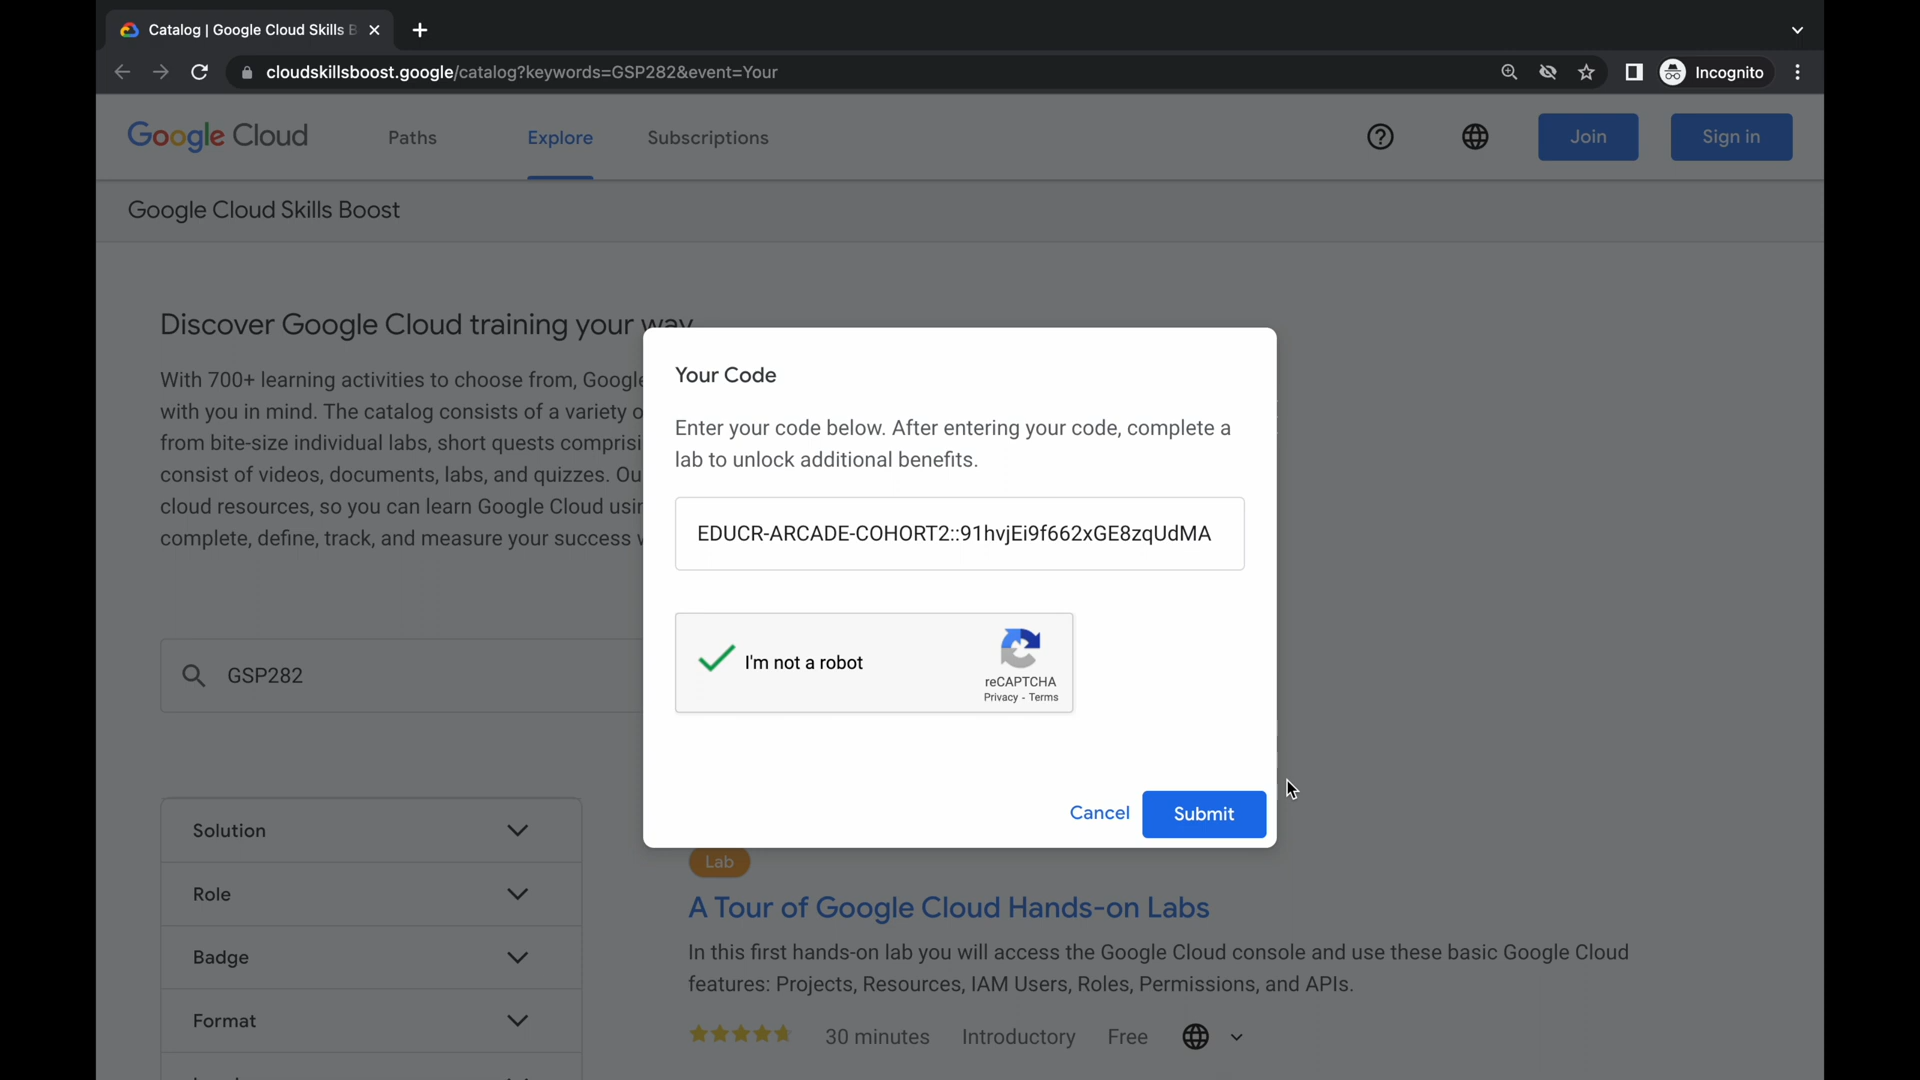 Catalog | Google Cloud Skills B
cloudskillsboost.google/catalog?keywords=GSP282&event=Your
Incognito
Google Cloud
Paths
Explore
Subscriptions
Join
Sign in
Google Cloud Skills Boost
Discover Google Cloud training your way
With 700+ learning activities to choose from, Google
with you in mind. The catalog consists of a variety o
from bite-size individual labs, short quests comprisi
consist of videos, documents, labs, and quizzes. Ou
cloud resources, so you can learn Google Cloud usin
complete, define, track, and measure your success w
GSP282
Your Code
Enter your code below. After entering your code, complete a
lab to unlock additional benefits.
EDUCR-ARCADE-COHORT2::91hvjEi9f662xGE8zqUdMA
I'm not a robot
reCAPTCHA
Privacy - Terms
Cancel
Submit
Solution
Role
Badge
Format
Lab
A Tour of Google Cloud Hands-on Labs
In this first hands-on lab you will access the Google Cloud console and use these basic Google Cloud
features: Projects, Resources, IAM Users, Roles, Permissions, and APIs.
30 minutes
Introductory
Free